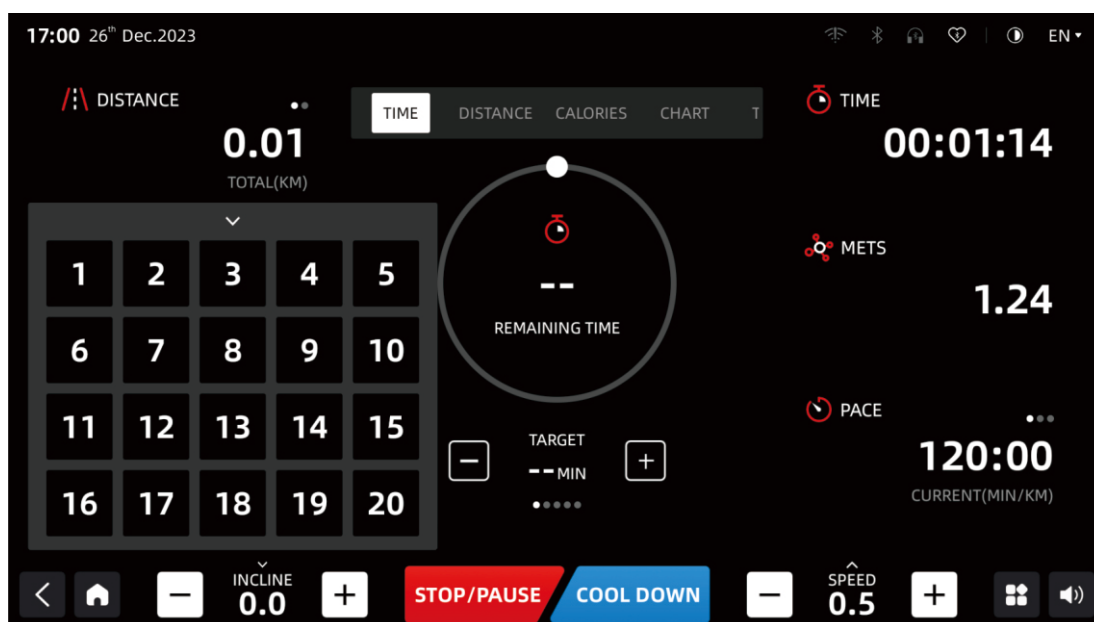 17:00 26th Dec.2023
EN
DISTANCE
0.01
TOTAL(KM)
TIME DISTANCE CALORIES CHART T
TIME
00:01:14
1 2 3 4 5
6 7 8 9 10
11 12 13 14 15
16 17 18 19 20
--
REMAINING TIME
TARGET
--MIN
METS
1.24
PACE
120:00
CURRENT(MIN/KM)
INCLINE
0.0
STOP/PAUSE
COOL DOWN
SPEED
0.5